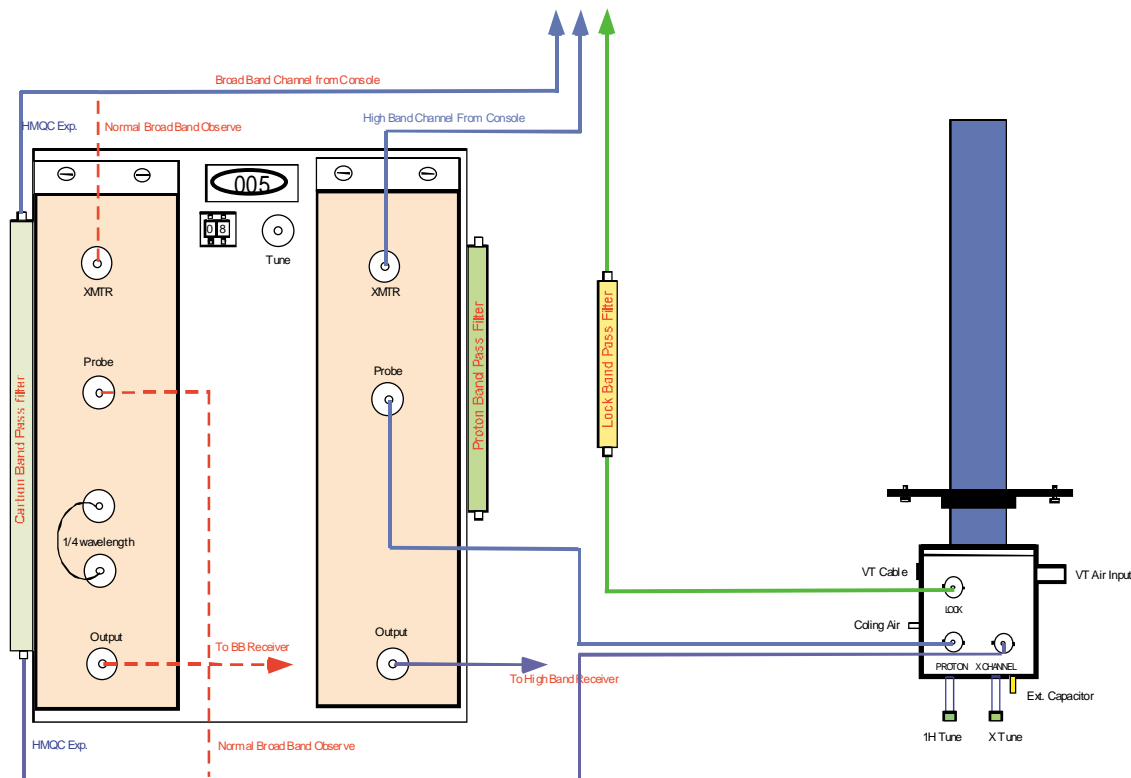 Broad Band Channel from Console
HMQC Exp.
Normal Broad Band Observe
High Band Channel From Console
005
0 8
Tune
XMTR
XMTR
Probe
Probe
1/4 wavelength
Output
Output
To BB Receiver
To High Band Receiver
HMQC Exp.
Normal Broad Band Observe
Carbon Band Pass filter
Proton Band Pass Filter
Lock Band Pass Filter
VT Cable
VT Air Input
LOCK
Coling Air
PROTON
X CHANNEL
Ext. Capacitor
1H Tune
X Tune